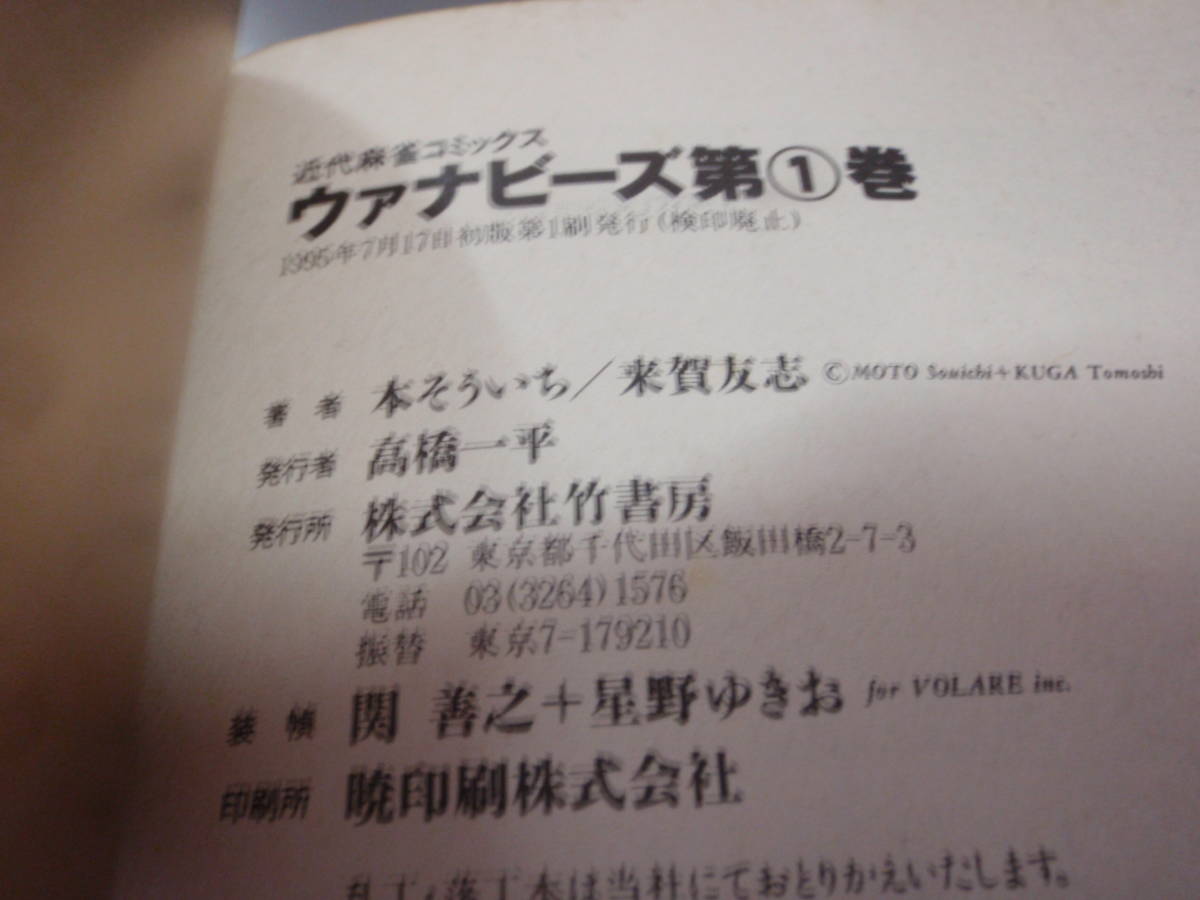 近代麻雀コミックス
ウァナビーズ第①巻
1995年7月17日初版第1刷発行(検印廃止)
著者 本そういち/来賀友志 ©MOTO Souichi+KUGA Tomoshi
発行者 高橋一平
発行所 株式会社竹書房
〒102 東京都千代田区飯田橋2-7-3
電話 03(3264)1576
振替 東京7-179210
装幀 関 善之+星野ゆきお for VOLARE inc.
印刷所 暁印刷株式会社
乱丁・落丁本は当社にておとりかえいたします。